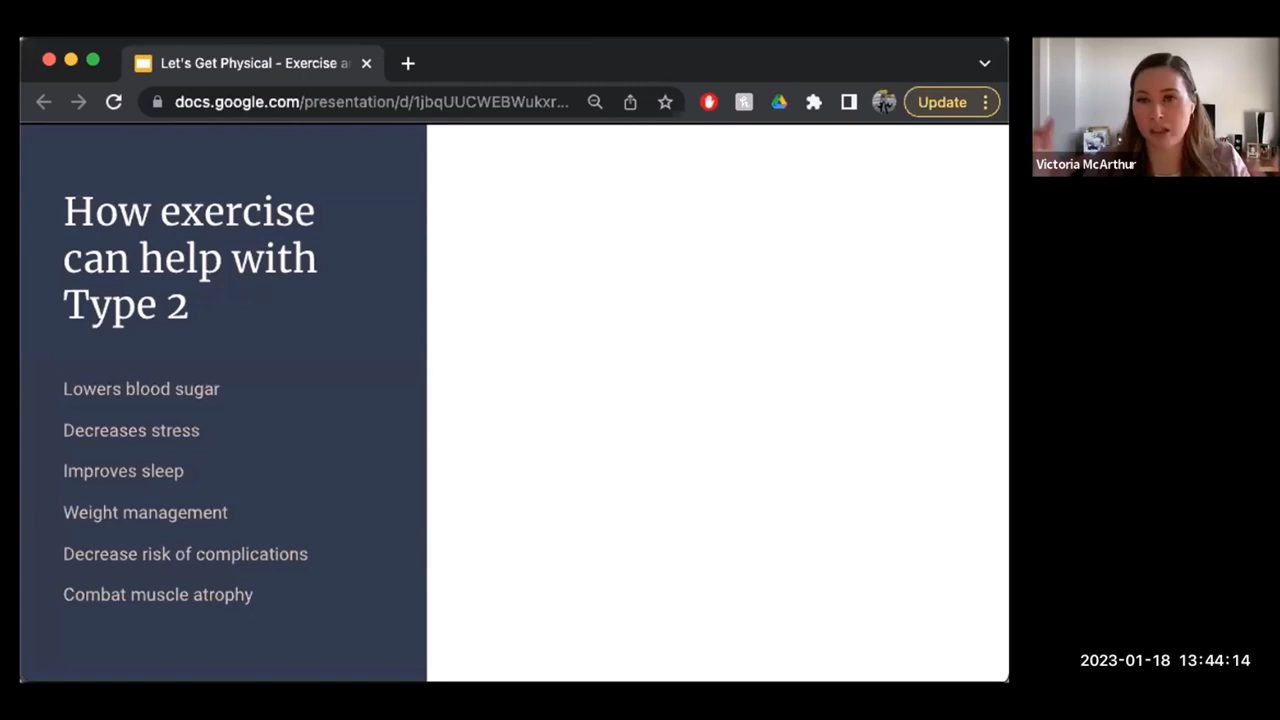 Let's Get Physical - Exercise a
docs.google.com/presentation/d/1jbqUUCWEBWukxr...
Update
Victoria McArthur
How exercise
can help with
Type 2
Lowers blood sugar
Decreases stress
Improves sleep
Weight management
Decrease risk of complications
Combat muscle atrophy
2023-01-18 13:44:14